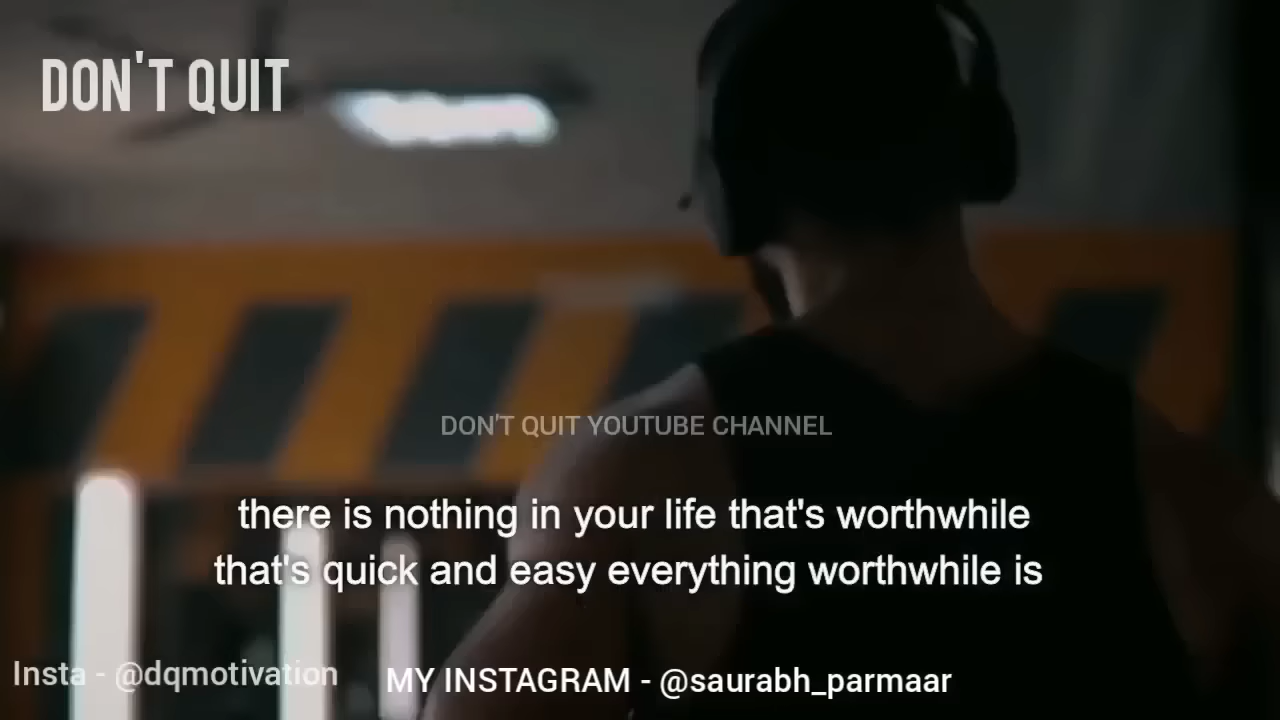 DON'T QUIT
DON'T QUIT YOUTUBE CHANNEL
there is nothing in your life that's worthwhile
that's quick and easy everything worthwhile is
Insta - @dqmotivation
MY INSTAGRAM - @saurabh_parmaar